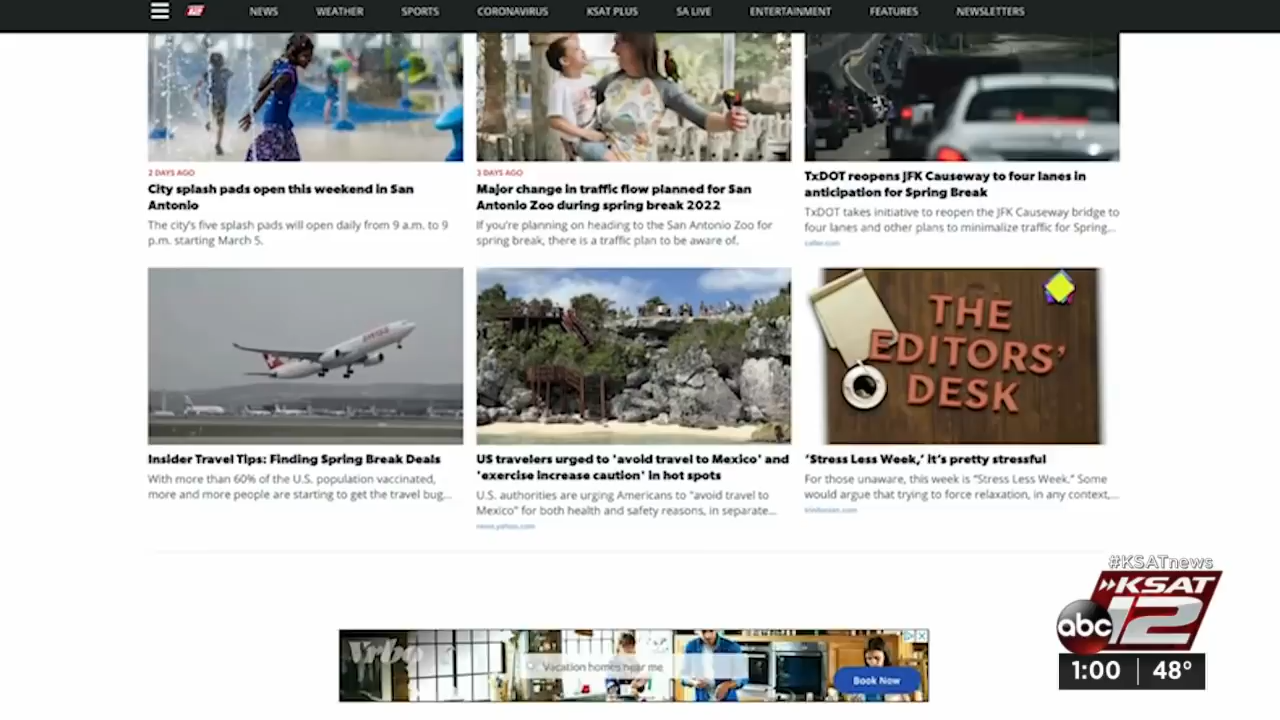 NEWS WEATHER SPORTS CORONAVIRUS KSAT PLUS SA LIVE ENTERTAINMENT FEATURES NEWSLETTERS
2 DAYS AGO
City splash pads open this weekend in San
Antonio
The city's five splash pads will open daily from 9 a.m. to 9
p.m. starting March 5.
3 DAYS AGO
Major change in traffic flow planned for San
Antonio Zoo during spring break 2022
If you're planning on heading to the San Antonio Zoo for
spring break, there is a traffic plan to be aware of.
TxDOT reopens JFK Causeway to four lanes in
anticipation for Spring Break
TxDOT takes initiative to reopen the JFK Causeway bridge to
four lanes and other plans to minimalize traffic for Spring...
caller.com
Insider Travel Tips: Finding Spring Break Deals
With more than 60% of the U.S. population vaccinated,
more and more people are starting to get the travel bug...
US travelers urged to 'avoid travel to Mexico' and
'exercise increase caution' in hot spots
U.S. authorities are urging Americans to "avoid travel to
Mexico" for both health and safety reasons, in separate...
news.yahoo.com
THE
EDITORS'
DESK
'Stress Less Week,' it's pretty stressful
For those unaware, this week is "Stress Less Week." Some
would argue that trying to force relaxation, in any context,...
trinitonian.com
Vrbo
Vacation homes near me
Book Now
#KSATnews
KSAT
abc 12
1:00 48°